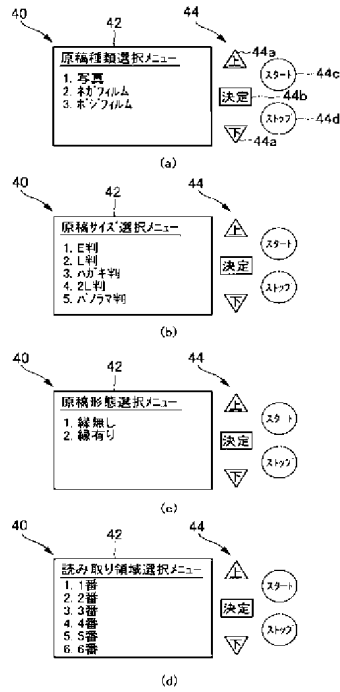 40
42
44
原稿種類選択メニュー
1. 写真
2. ネガフィルム
3. ポジフィルム
上
44a
スタート
44c
決定
44b
ストップ
44d
下
44a
(a)
40
42
44
原稿サイズ選択メニュー
1. E判
2. L判
3. ハガキ判
4. 2L判
5. パノラマ判
上
スタート
決定
ストップ
下
(b)
40
42
44
原稿形態選択メニュー
1. 縁無し
2. 縁有り
上
スタート
決定
ストップ
下
(c)
40
42
44
読み取り領域選択メニュー
1. 1番
2. 2番
3. 3番
4. 4番
5. 5番
6. 6番
上
スタート
決定
ストップ
下
(d)